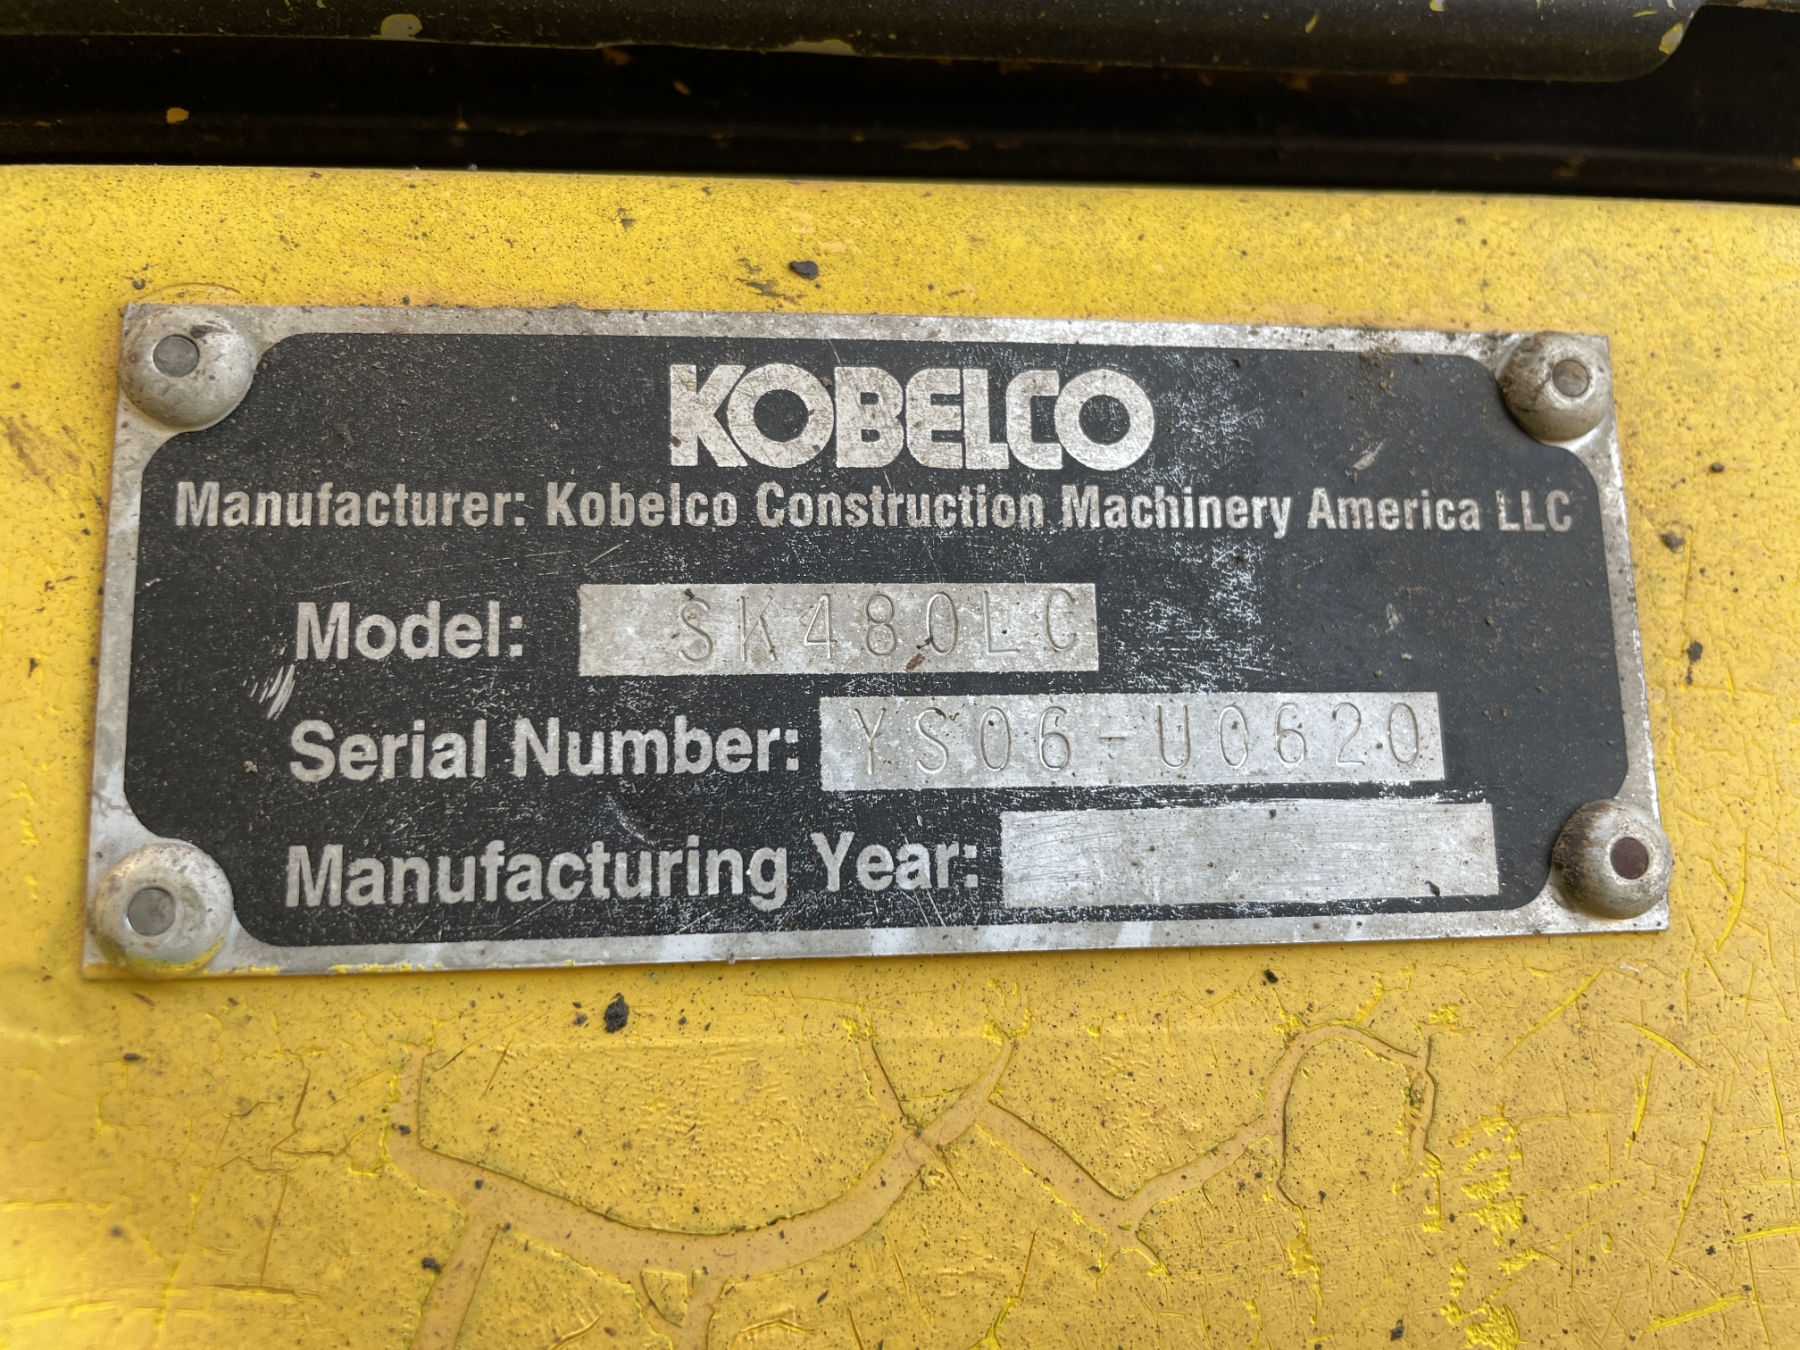 KOBELCO
Manufacturer: Kobelco Construction Machinery America LLC
Model: SK480LC
Serial Number: YS06-U0620
Manufacturing Year: